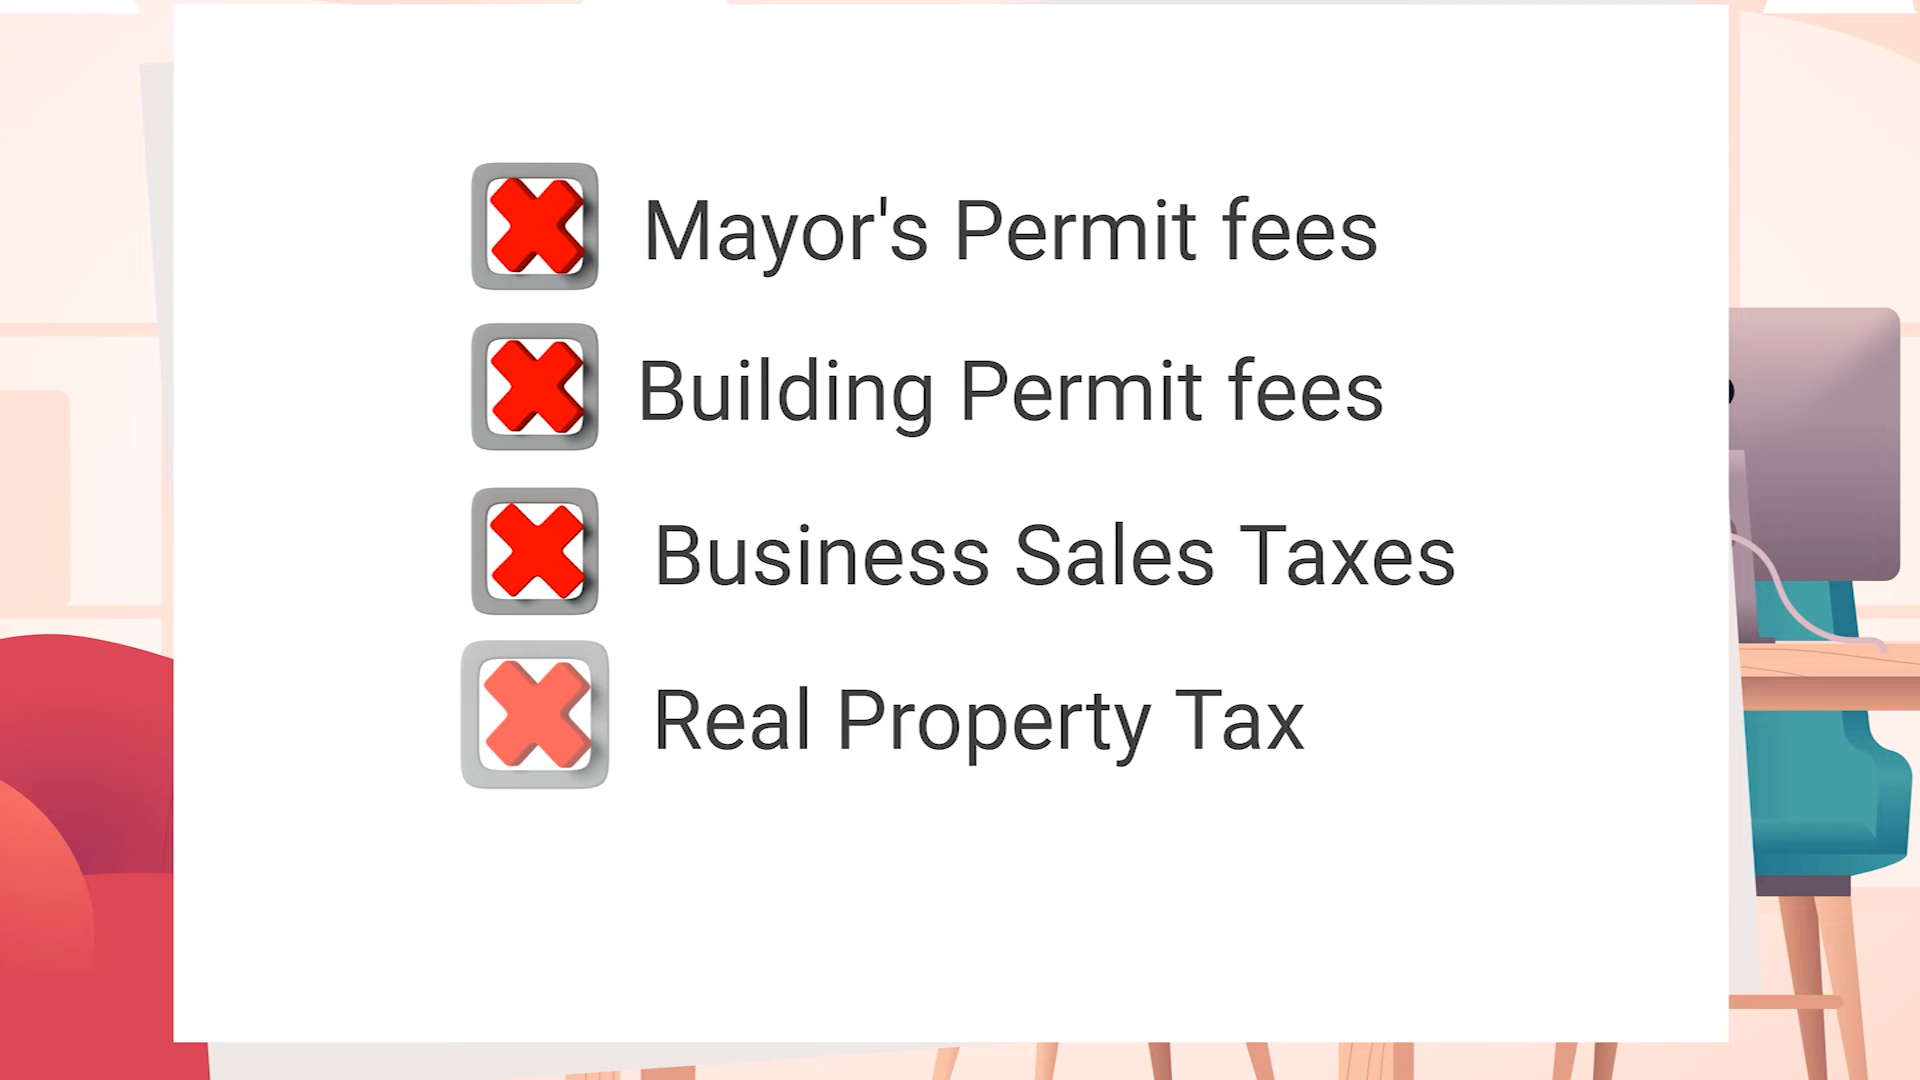 Mayor's Permit fees
Building Permit fees
Business Sales Taxes
Real Property Tax